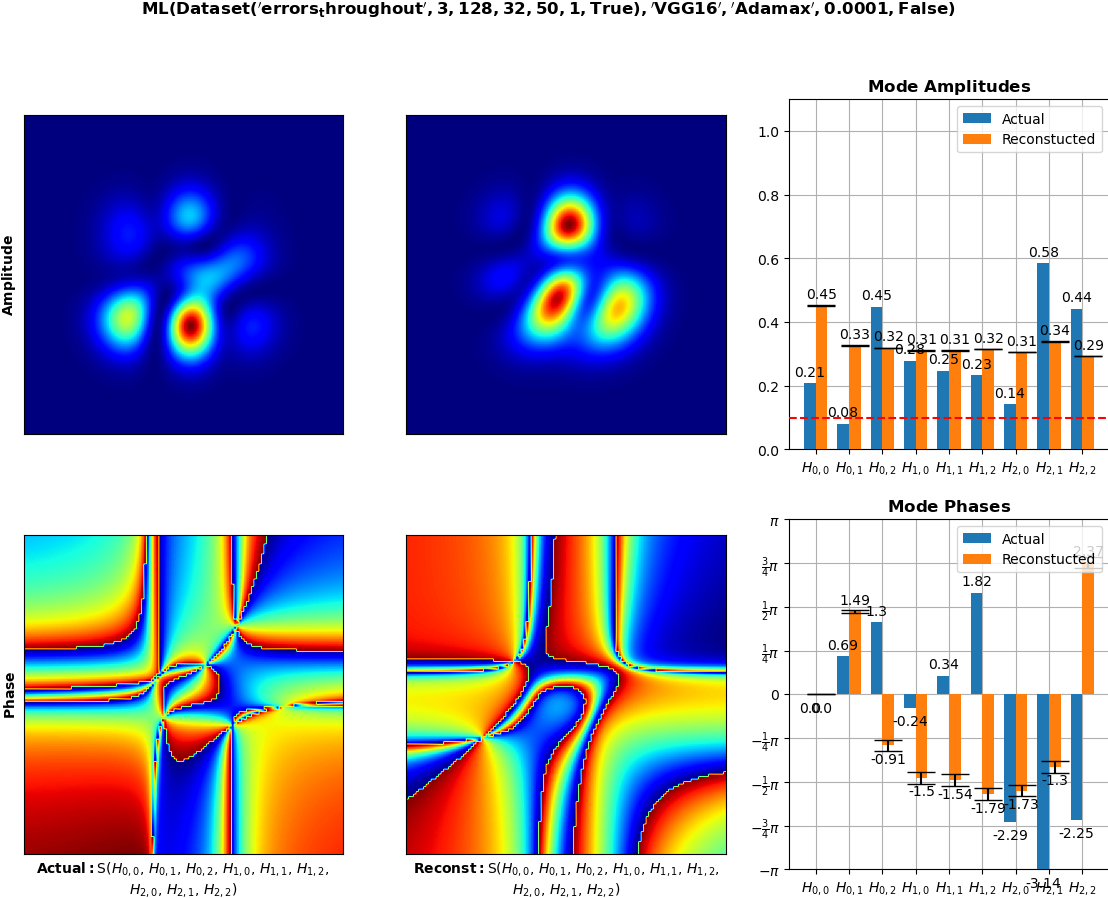 ML(Dataset('errors_throughout', 3, 128, 32, 50, 1, True), 'VGG16', 'Adamax', 0.0001, False)
Amplitude
Mode Amplitudes
Actual
Reconstucted
1.0
0.8
0.6
0.4
0.2
0.0
0.21
0.45
0.08
0.33
0.45
0.32
0.28
0.31
0.25
0.31
0.23
0.32
0.14
0.31
0.58
0.34
0.44
0.29
H0,0 H0,1 H0,2 H1,0 H1,1 H1,2 H2,0 H2,1 H2,2
Phase
Actual: S(H0,0, H0,1, H0,2, H1,0, H1,1, H1,2,
H2,0, H2,1, H2,2)
Reconst: S(H0,0, H0,1, H0,2, H1,0, H1,1, H1,2,
H2,0, H2,1, H2,2)
Mode Phases
Actual
Reconstucted
π
3/4π
1/2π
1/4π
0
−1/4π
−1/2π
−3/4π
−π
0.0
0.0
0.69
1.49
1.3
-0.91
-0.24
-1.5
0.34
-1.54
1.82
-1.79
-2.29
-1.73
-3.14
-1.3
-2.25
2.37
H0,0 H0,1 H0,2 H1,0 H1,1 H1,2 H2,0 H2,1 H2,2